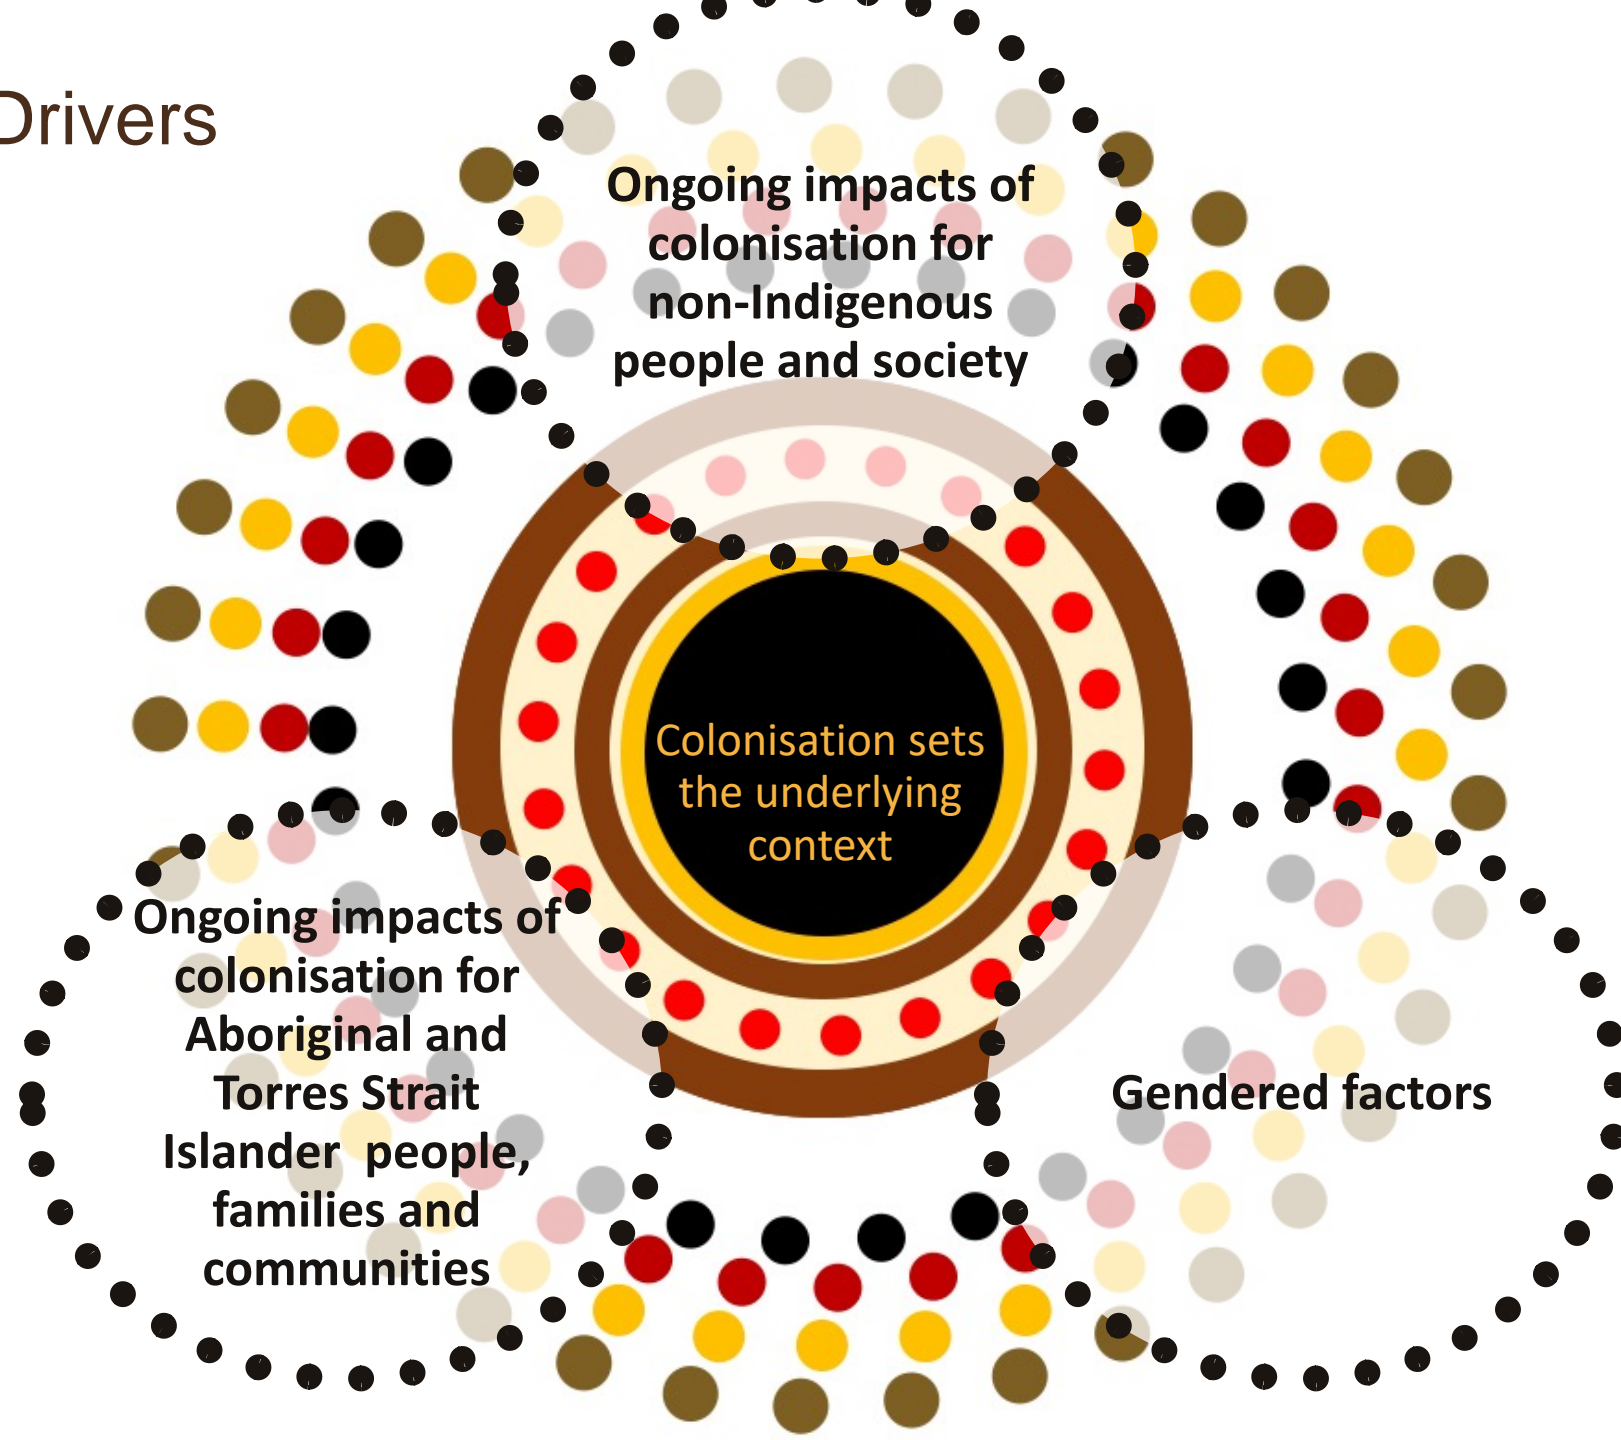 Drivers
Ongoing impacts of
colonisation for
non-Indigenous
people and society
Colonisation sets
the underlying
context
Ongoing impacts of
colonisation for
Aboriginal and
Torres Strait
Islander  people,
families and
communities
Gendered factors